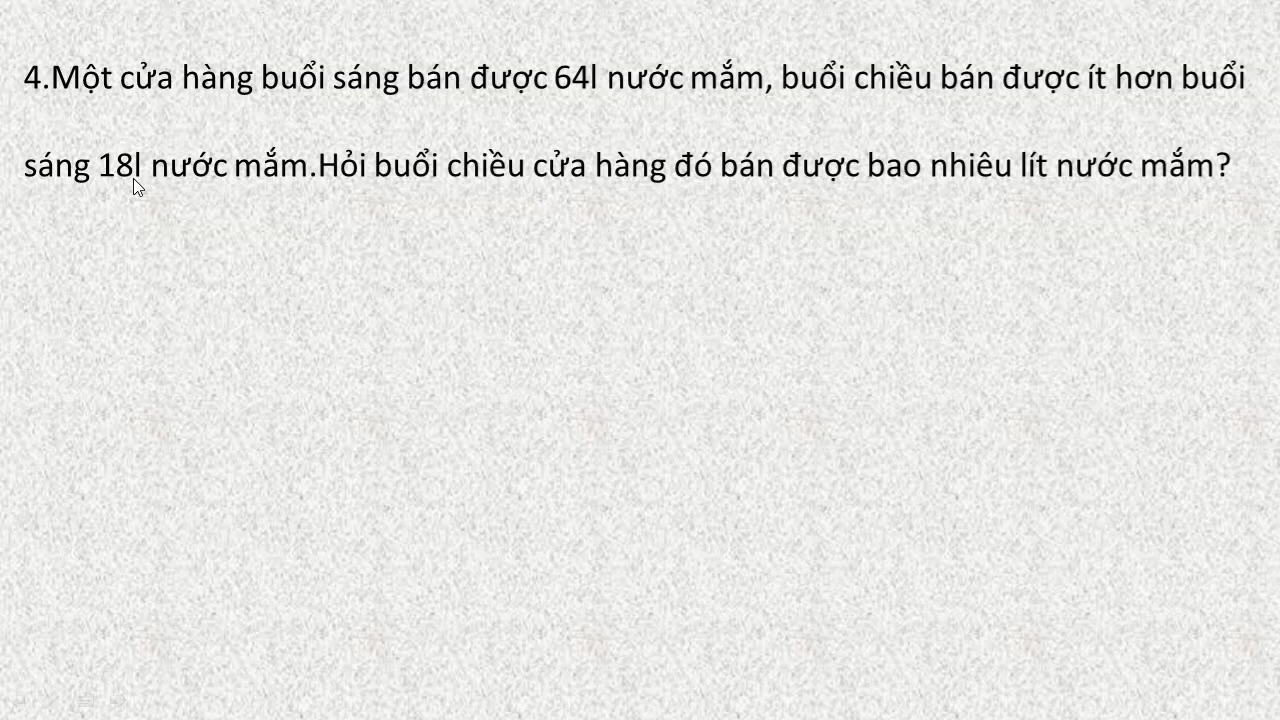 4.Một cửa hàng buổi sáng bán được 64l nước mắm, buổi chiều bán được ít hơn buổi
sáng 18l nước mắm.Hỏi buổi chiều cửa hàng đó bán được bao nhiêu lít nước mắm?